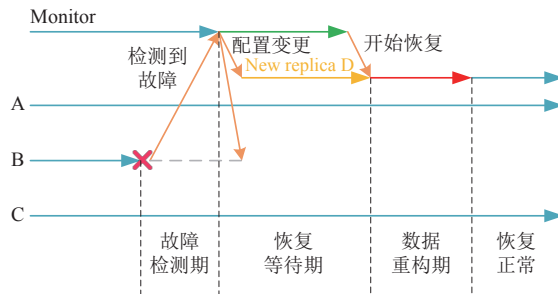 Monitor
检测到
故障
配置变更
开始恢复
New replica D
A
B
C
故障
检测期
恢复
等待期
数据
重构期
恢复
正常